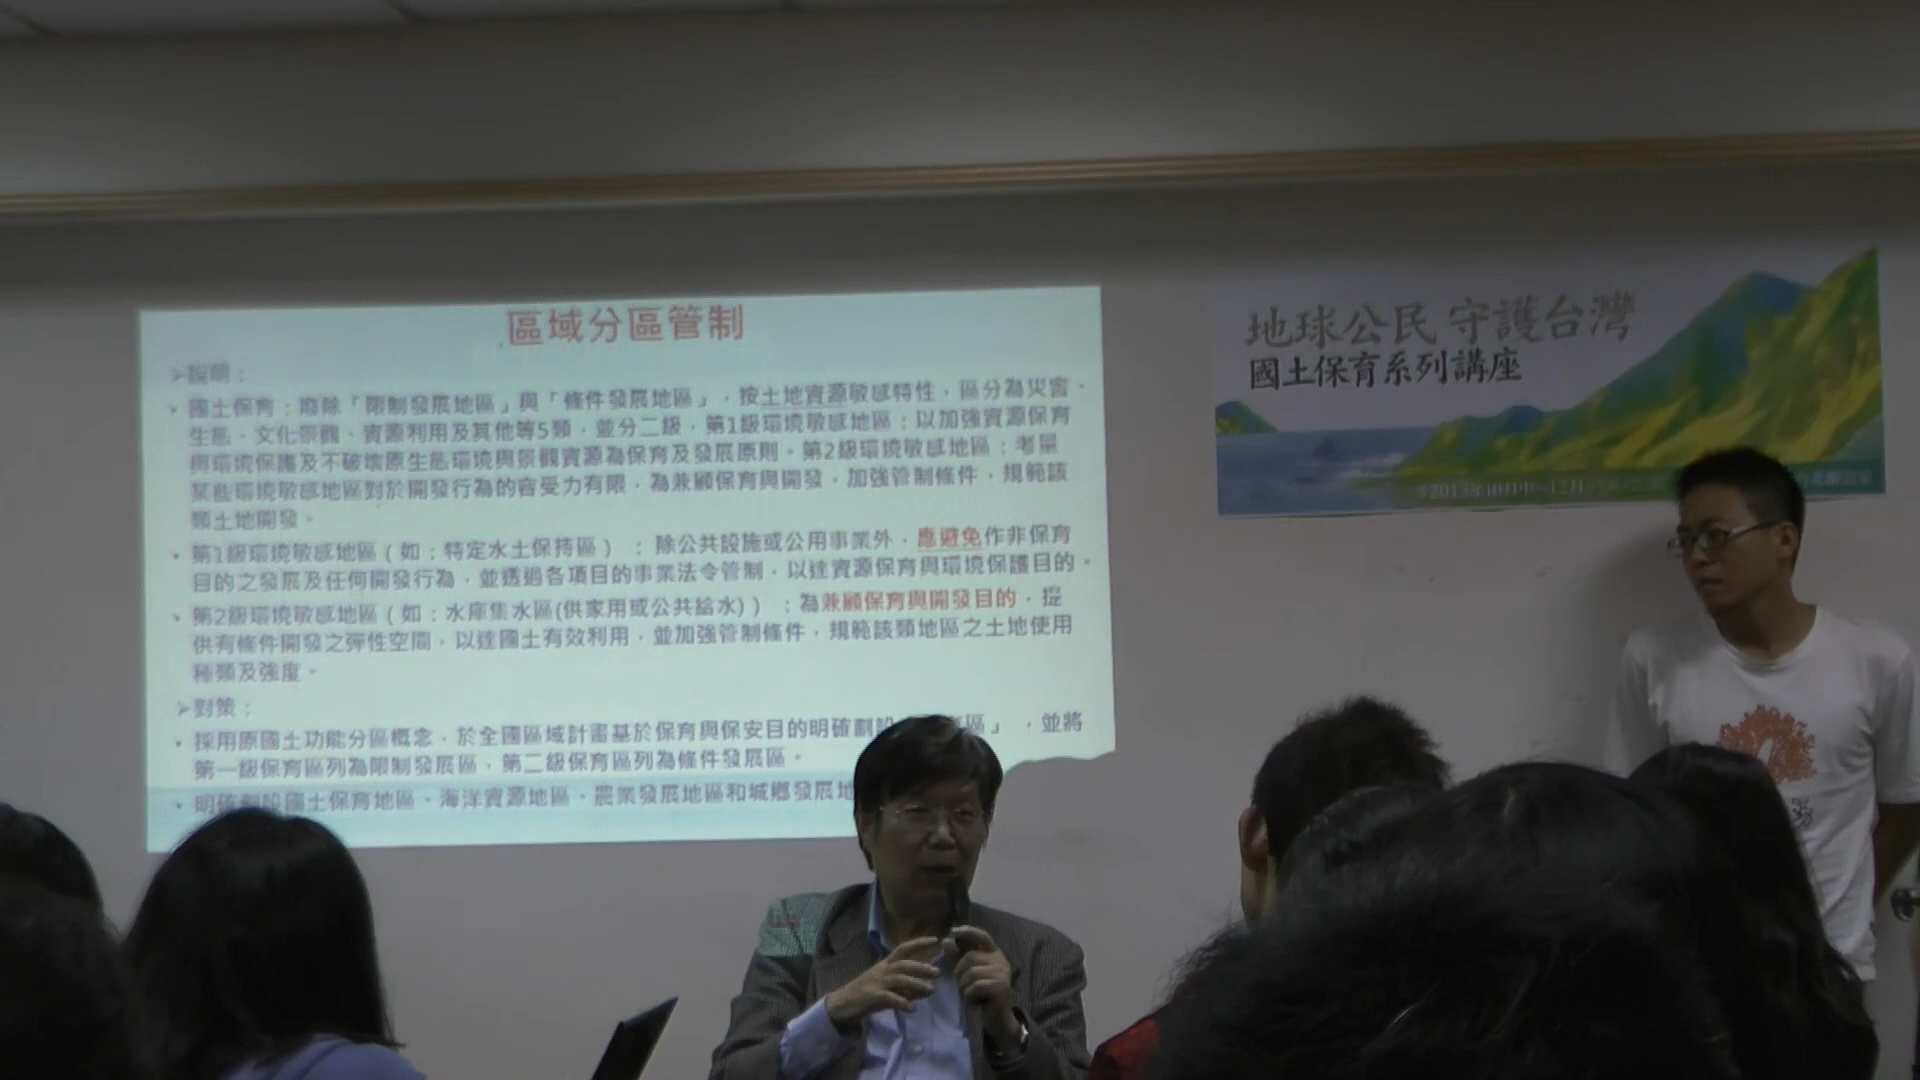 區域分區管制
➢說明：
• 國土保育：廢除「限制發展地區」與「條件發展地區」，按土地資源敏感特性，區分為災害、
生態、文化景觀、資源利用及其他等5類，並分二級，第1級環境敏感地區：以加強資源保育
與環境保護及不破壞原生態環境與景觀資源為保育及發展原則。第2級環境敏感地區：考量
某些環境敏感地區對於開發行為的容受力有限，為兼顧保育與開發，加強管制條件，規範該
類土地開發。
• 第1級環境敏感地區（如：特定水土保持區）：除公共設施或公用事業外，應避免作非保育
目的之發展及任何開發行為，並透過各項目的事業法令管制，以達資源保育與環境保護目的。
• 第2級環境敏感地區（如：水庫集水區(供家用或公共給水)）：為兼顧保育與開發目的，提
供有條件開發之彈性空間，以達國土有效利用，並加強管制條件，規範該類地區之土地使用
種類及強度。
➢對策：
• 採用原國土功能分區概念，於全國區域計畫基於保育與保安目的明確劃設 區」，並將
第一級保育區列為限制發展區，第二級保育區列為條件發展區。
• 明確劃設國土保育地區、海洋資源地區、農業發展地區和城鄉發展地
地球公民 守護台灣
國土保育系列講座
2013年10月 12月